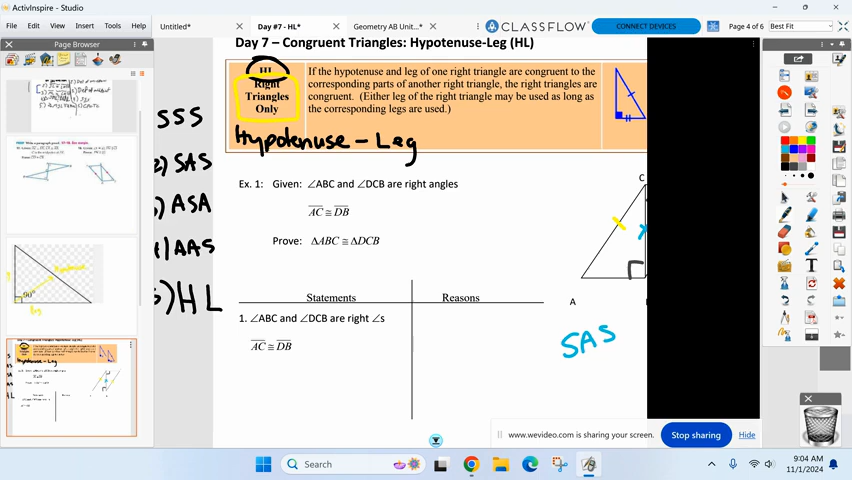 ActivInspire - Studio
File Edit View Insert Tools Help
Untitled* Day #7 - HL* Geometry AB Unit...* CLASSFLOW CONNECT DEVICES Page 4 of 6 Best Fit
Page Browser
Day 7 – Congruent Triangles: Hypotenuse-Leg (HL)
Right
Triangles
Only
If the hypotenuse and leg of one right triangle are congruent to the
corresponding parts of another right triangle, the right triangles are
congruent. (Either leg of the right triangle may be used as long as
the corresponding legs are used.)
Hypotenuse - Leg
SSS
SAS
ASA
AAS
HL
Ex. 1: Given: ∠ABC and ∠DCB are right angles
AC ≅ DB
Prove: ΔABC ≅ ΔDCB
C
A
Statements Reasons
1. ∠ABC and ∠DCB are right ∠s
AC ≅ DB
SAS
90°
Hypotenuse
leg
www.wevideo.com is sharing your screen. Stop sharing Hide
Search
9:04 AM
11/1/2024